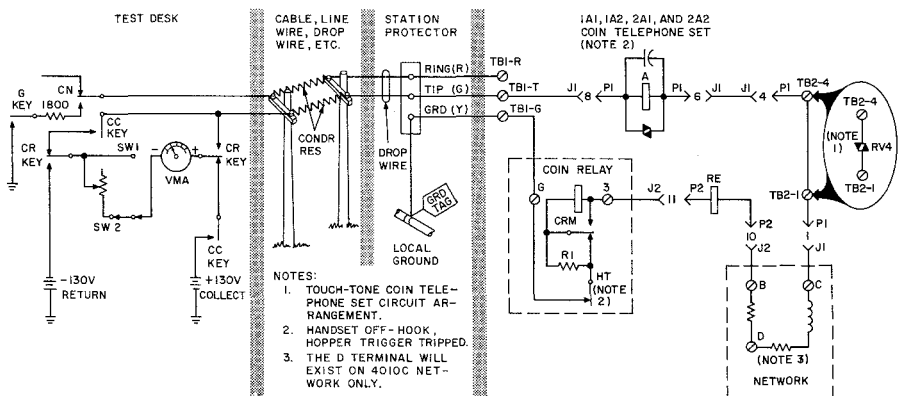 TEST DESK
CABLE, LINE
WIRE, DROP
WIRE, ETC.
STATION
PROTECTOR
1A1, 1A2, 2A1, AND 2A2
COIN TELEPHONE SET
(NOTE 2)
G
KEY
1800
CN
CC
KEY
CR
KEY
SW1
VMA
- +
CR
KEY
SW 2
CC
KEY
-130V
RETURN
+130V
COLLECT
CONDR
RES
DROP
WIRE
RING(R)
TIP (G)
GRD (Y)
TB1-R
TB1-T
TB1-G
GRD
TAG
LOCAL
GROUND
J1
8
P1
A
P1
6
J1
J1
4
P1
TB2-4
TB2-4
(NOTE
1)
RV4
TB2-1
TB2-1
COIN RELAY
G
3
CRM
R1
HT
(NOTE
2)
J2
11
P2
RE
P2
10
J2
P1
1
J1
B
C
D
(NOTE 3)
NETWORK
NOTES:
1. TOUCH-TONE COIN TELE-
PHONE SET CIRCUIT AR-
RANGEMENT.
2. HANDSET OFF-HOOK,
HOPPER TRIGGER TRIPPED.
3. THE D TERMINAL WILL
EXIST ON 4010C NET-
WORK ONLY.